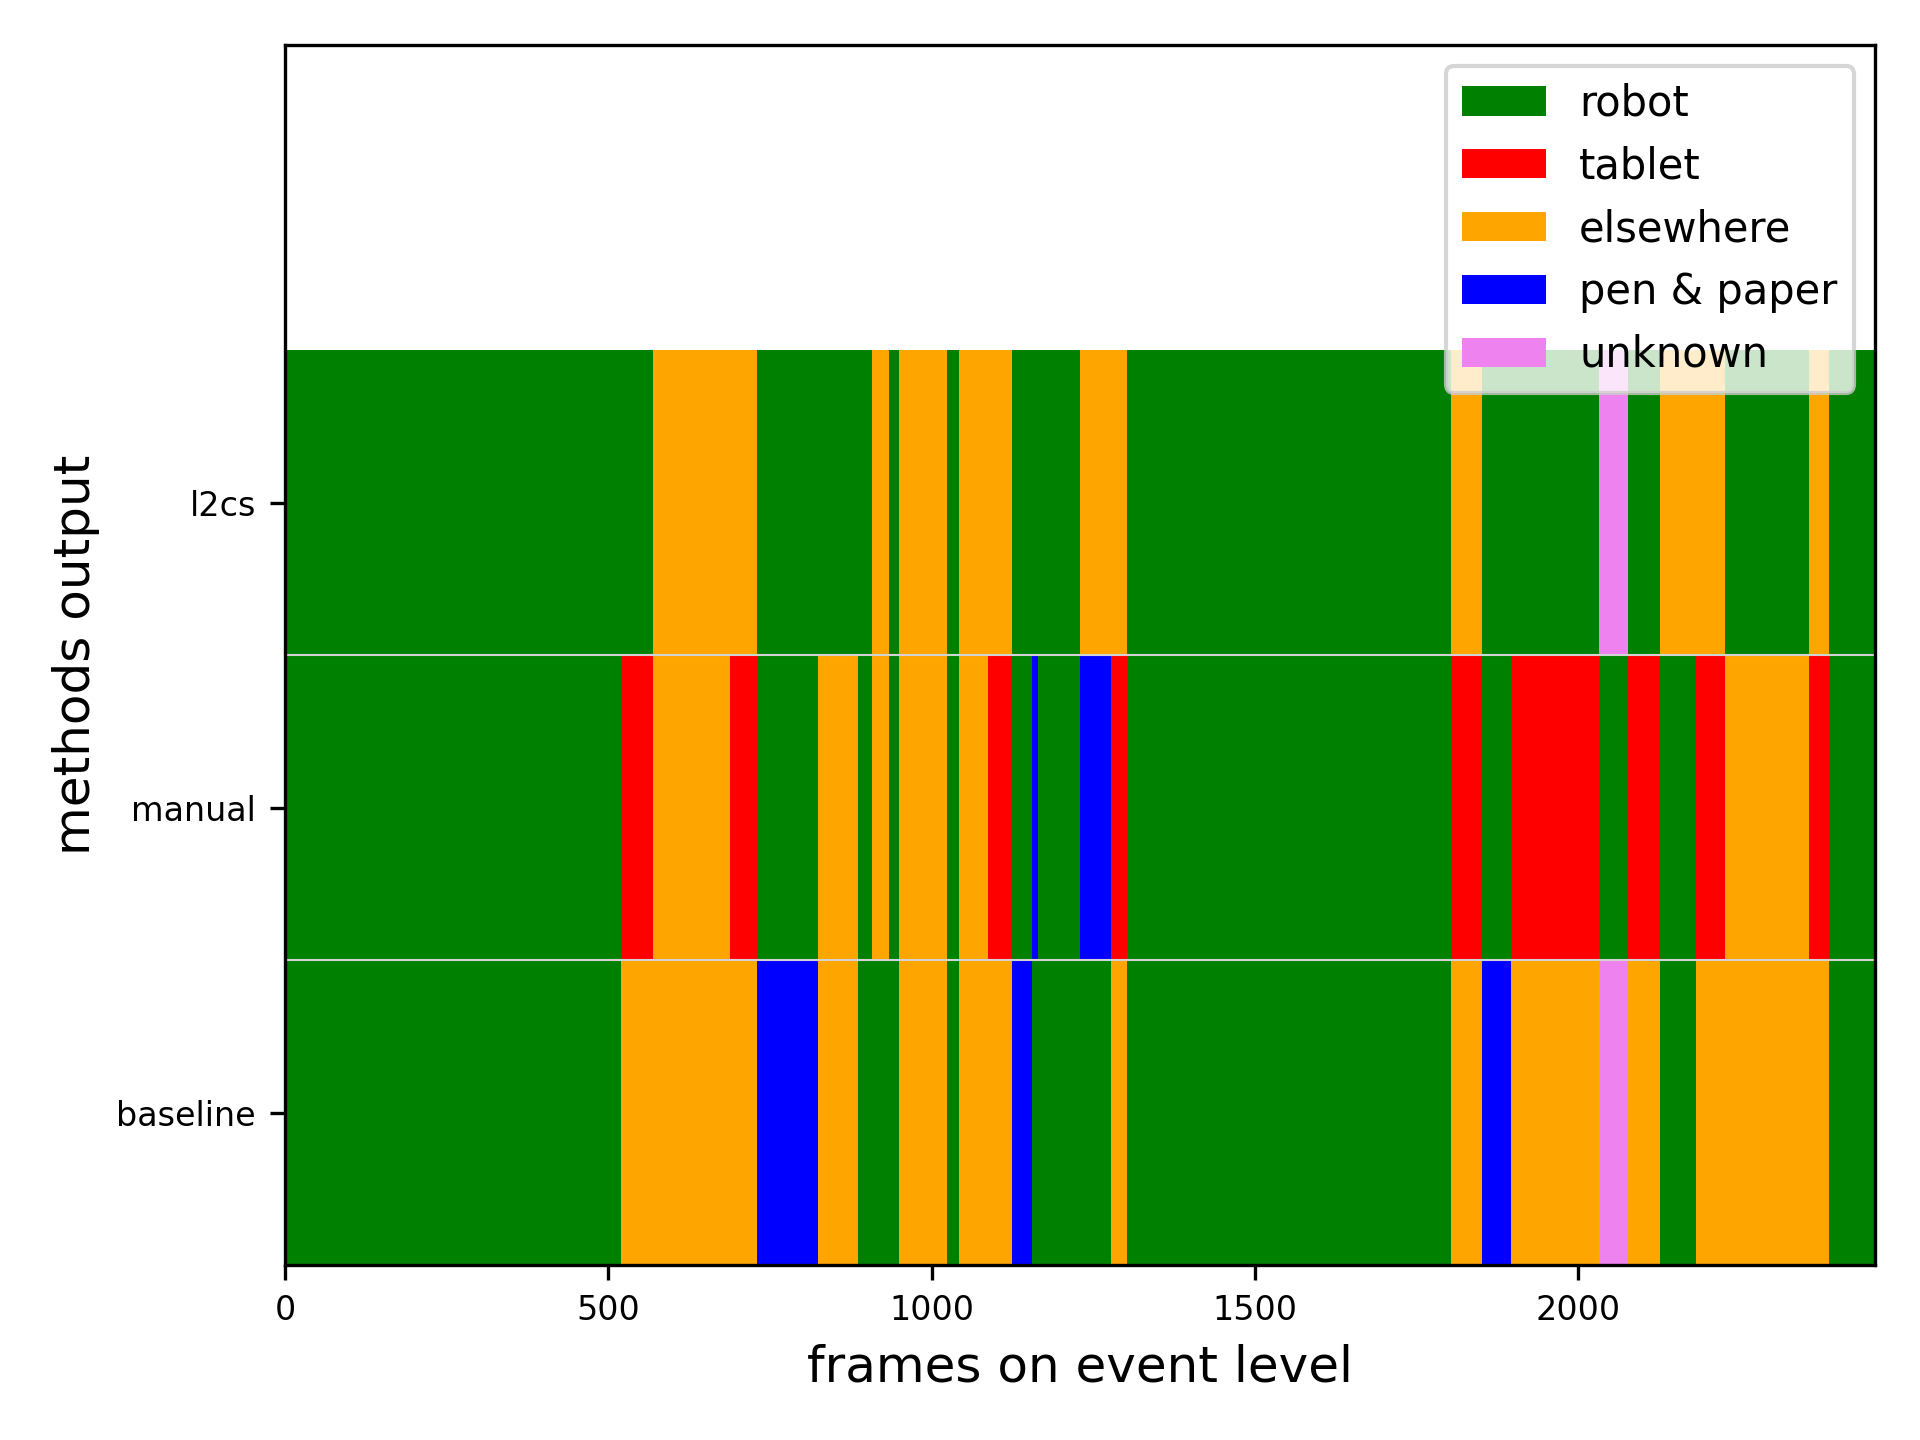 robot
tablet
elsewhere
pen & paper
unknown
methods output
l2cs
manual
baseline
0 500 1000 1500 2000
frames on event level